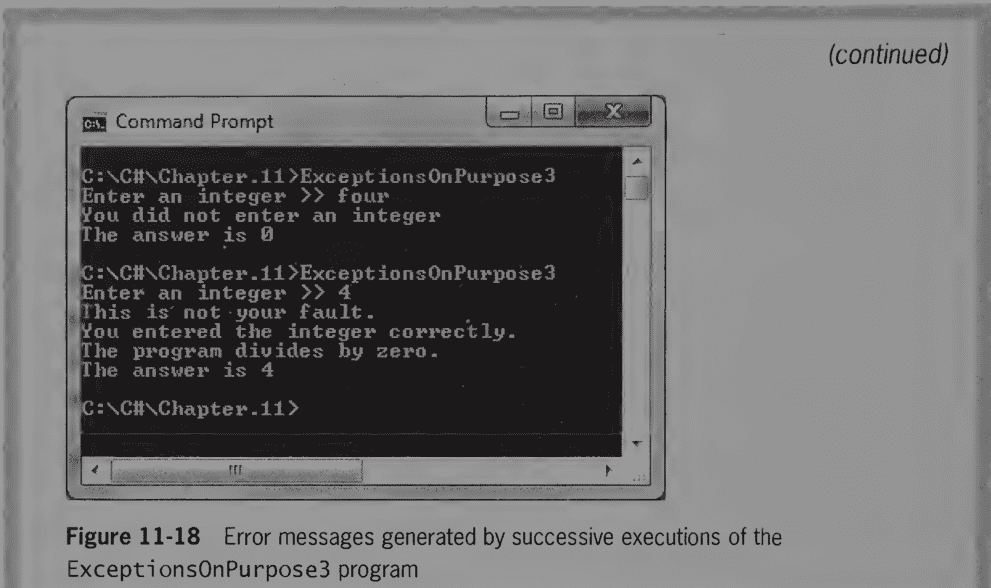 (continued)
Command Prompt
C:\C#\Chapter.11>ExceptionsOnPurpose3
Enter an integer >> four
You did not enter an integer
The answer is 0
C:\C#\Chapter.11>ExceptionsOnPurpose3
Enter an integer >> 4
This is not your fault.
You entered the integer correctly.
The program divides by zero.
The answer is 4
C:\C#\Chapter.11>
Figure 11-18 Error messages generated by successive executions of the
ExceptionsOnPurpose3 program